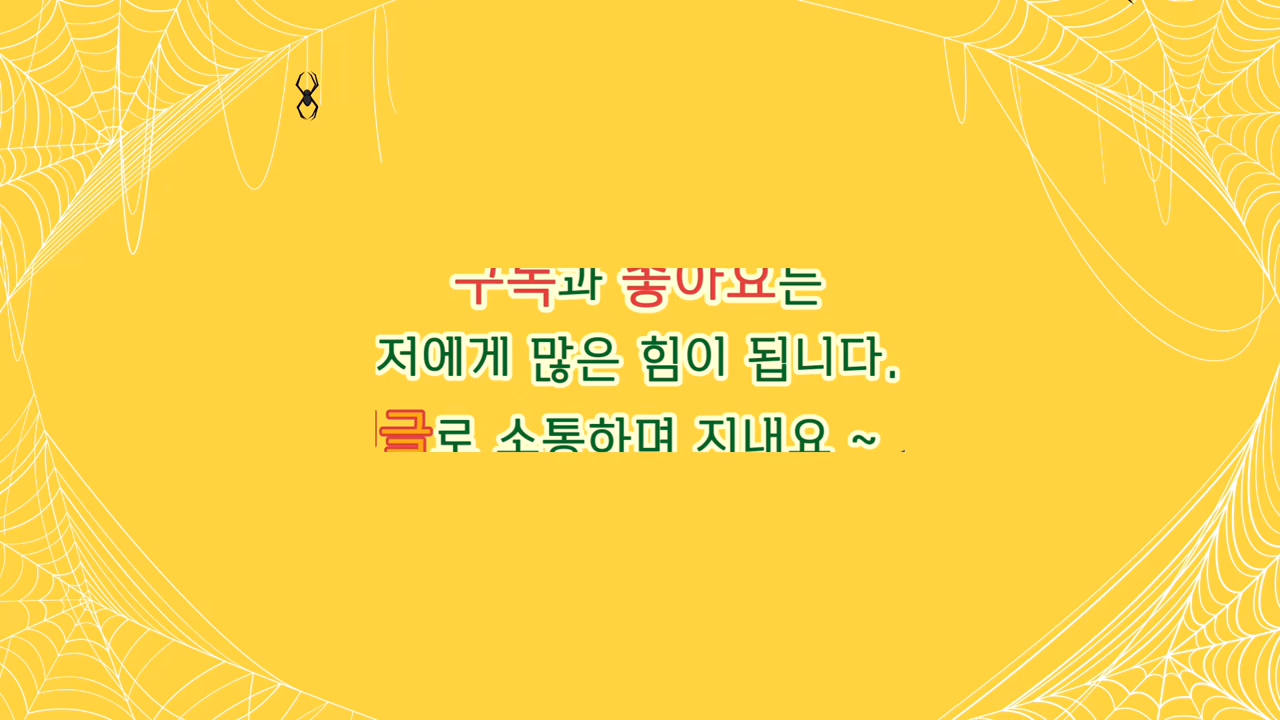 구독과 좋아요는
저에게 많은 힘이 됩니다.
글로 소통하며 지내요 ~